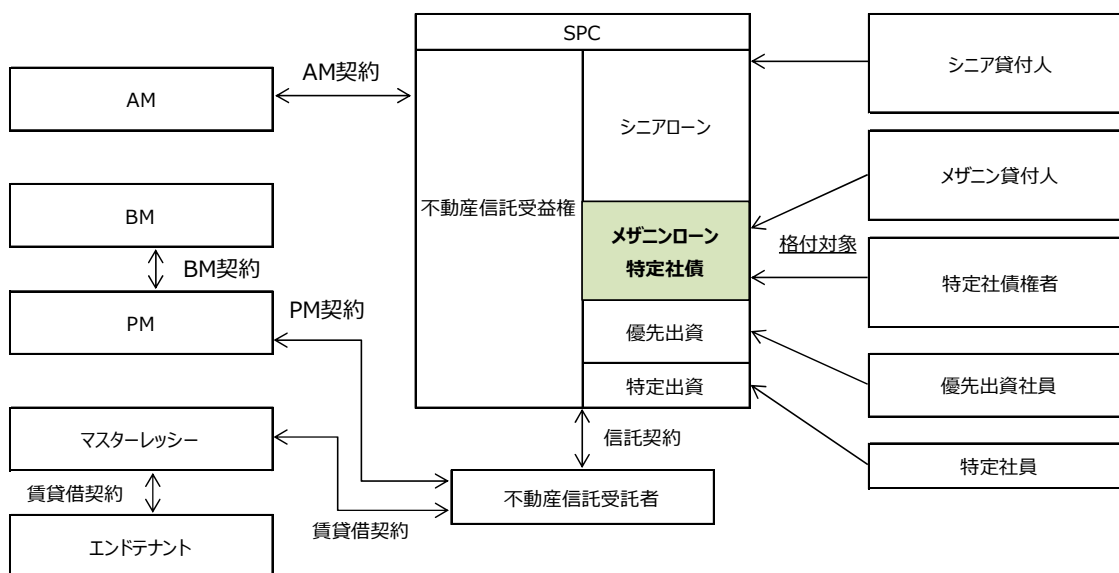 SPC
AM
AM契約
BM
BM契約
PM
PM契約
マスターレッシー
賃貸借契約
エンドテナント
不動産信託受益権
シニアローン
メザニンローン
特定社債
優先出資
特定出資
信託契約
不動産信託受託者
賃貸借契約
シニア貸付人
メザニン貸付人
格付対象
特定社債権者
優先出資社員
特定社員